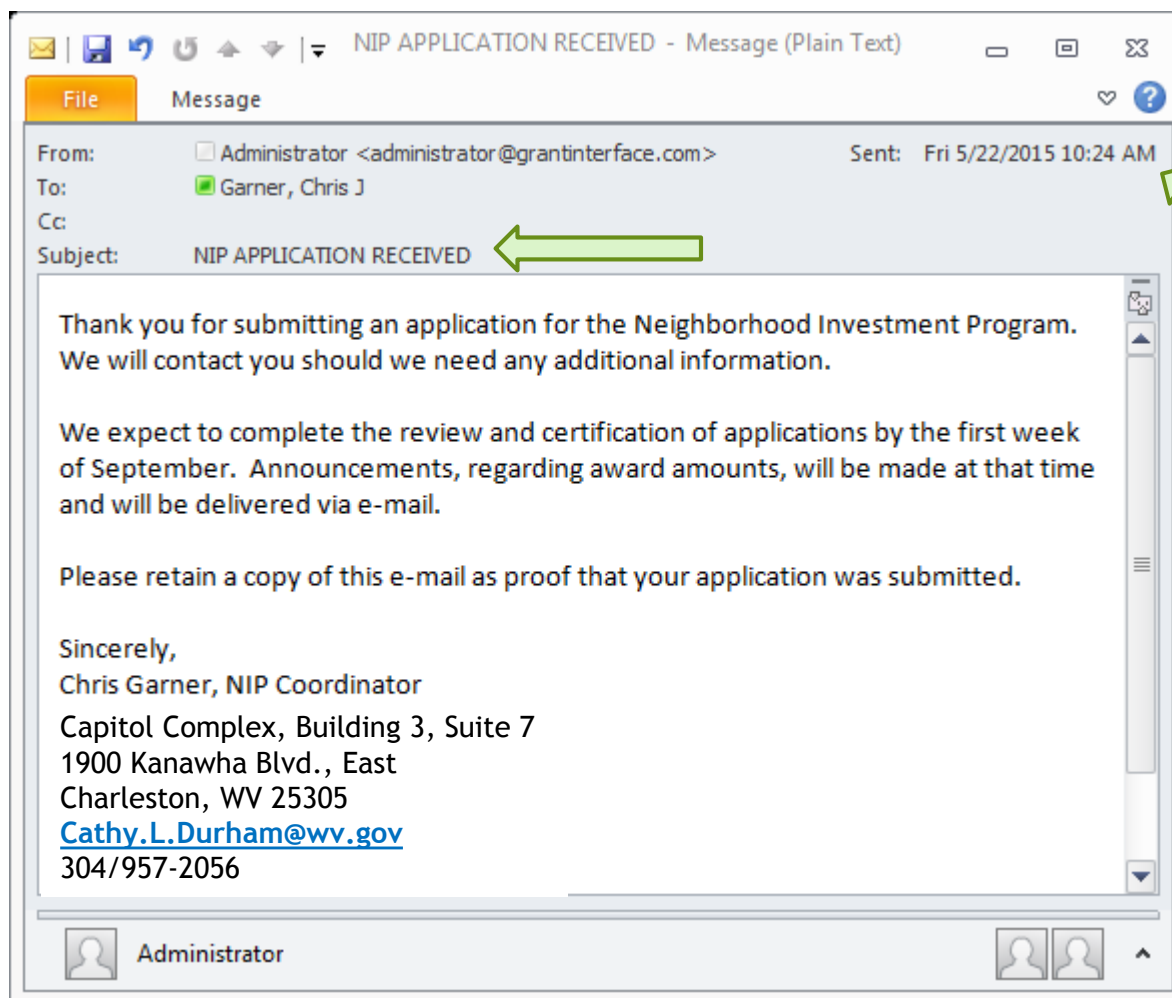 NIP APPLICATION RECEIVED - Message (Plain Text)
File Message
From: Administrator <administrator@grantinterface.com> Sent: Fri 5/22/2015 10:24 AM
To: Garner, Chris J
Cc:
Subject: NIP APPLICATION RECEIVED
Thank you for submitting an application for the Neighborhood Investment Program.
We will contact you should we need any additional information.
We expect to complete the review and certification of applications by the first week
of September.  Announcements, regarding award amounts, will be made at that time
and will be delivered via e-mail.
Please retain a copy of this e-mail as proof that your application was submitted.
Sincerely,
Chris Garner, NIP Coordinator
Capitol Complex, Building 3, Suite 7
1900 Kanawha Blvd., East
Charleston, WV 25305
Cathy.L.Durham@wv.gov
304/957-2056
Administrator